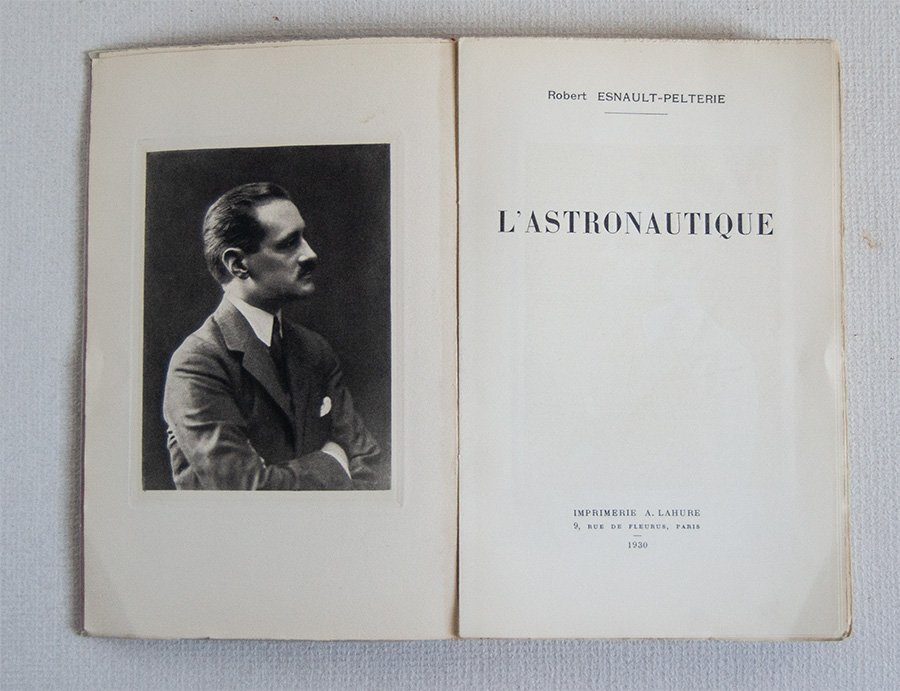 Robert ESNAULT-PELTERIE
L'ASTRONAUTIQUE
IMPRIMERIE A. LAHURE
9, RUE DE FLEURUS, PARIS
1930